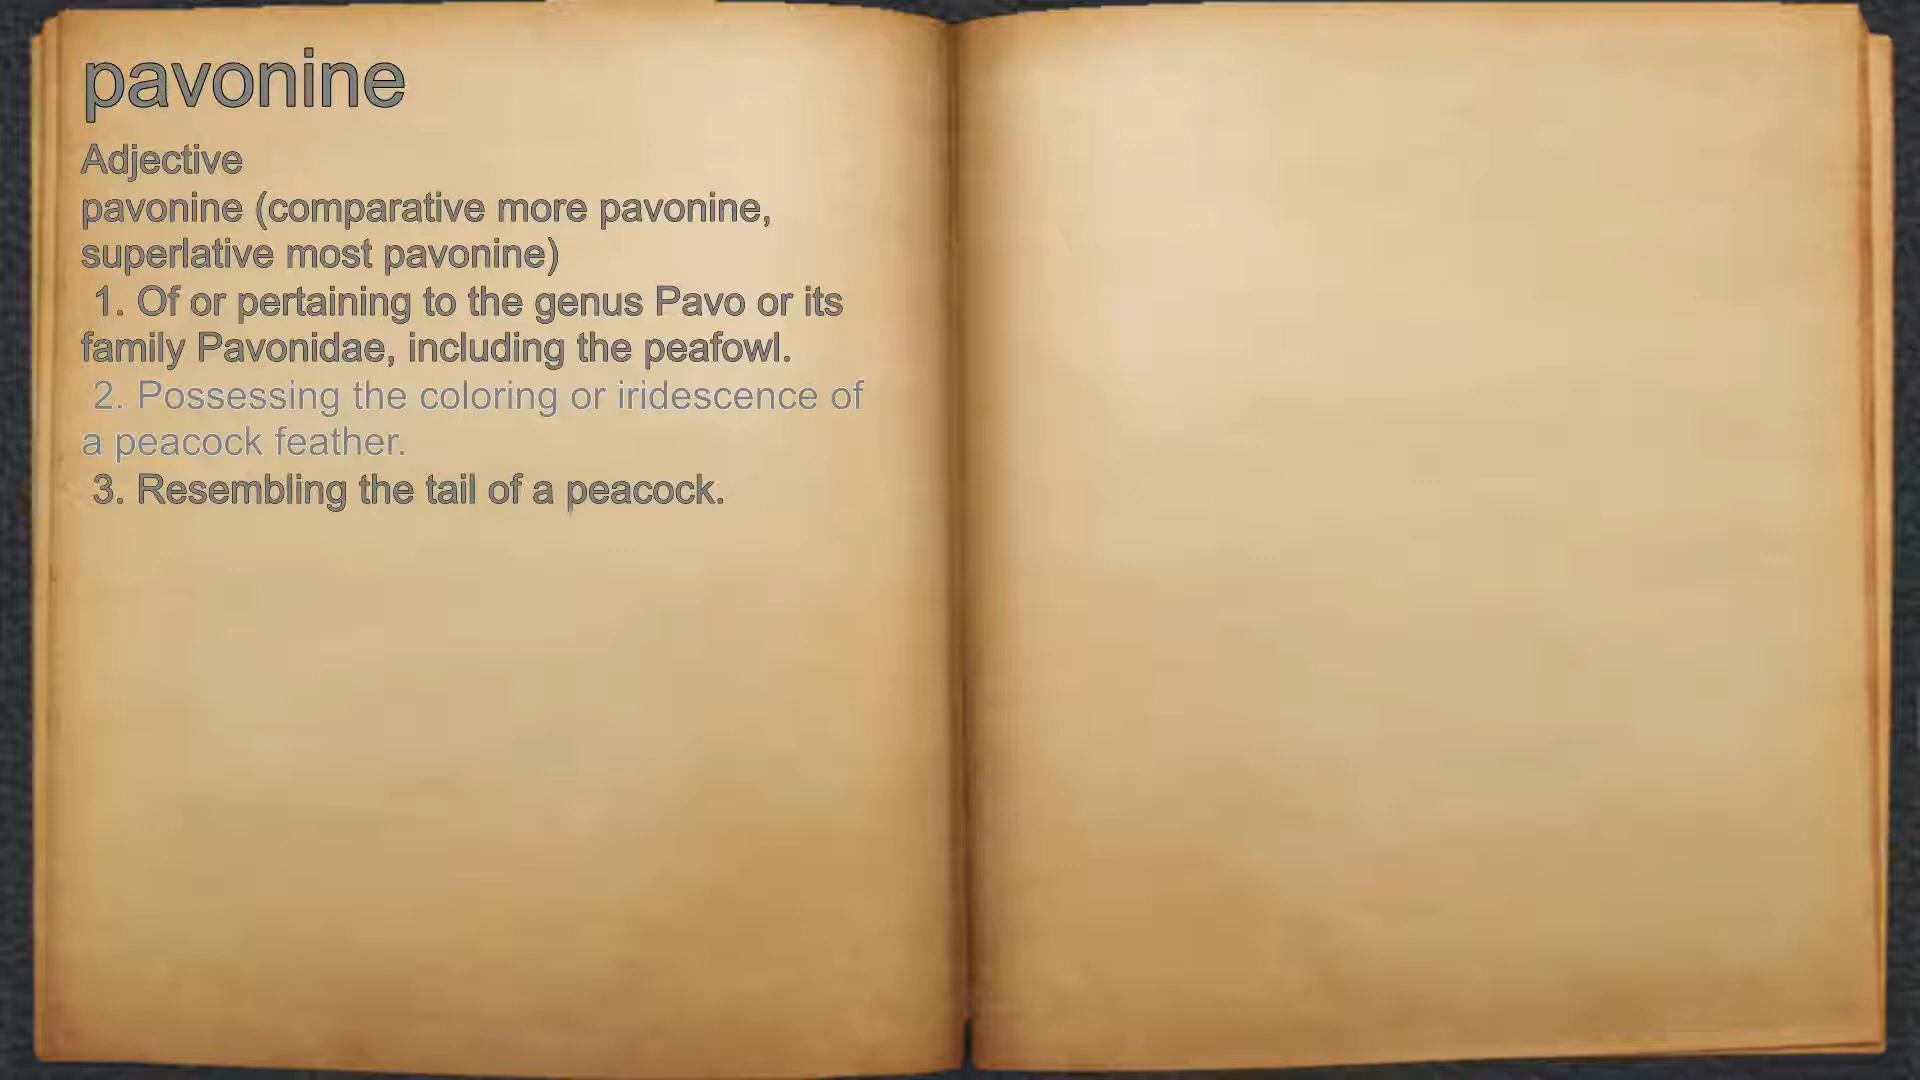 pavonine
Adjective
pavonine (comparative more pavonine,
superlative most pavonine)
1. Of or pertaining to the genus Pavo or its
family Pavonidae, including the peafowl.
2. Possessing the coloring or iridescence of
a peacock feather.
3. Resembling the tail of a peacock.